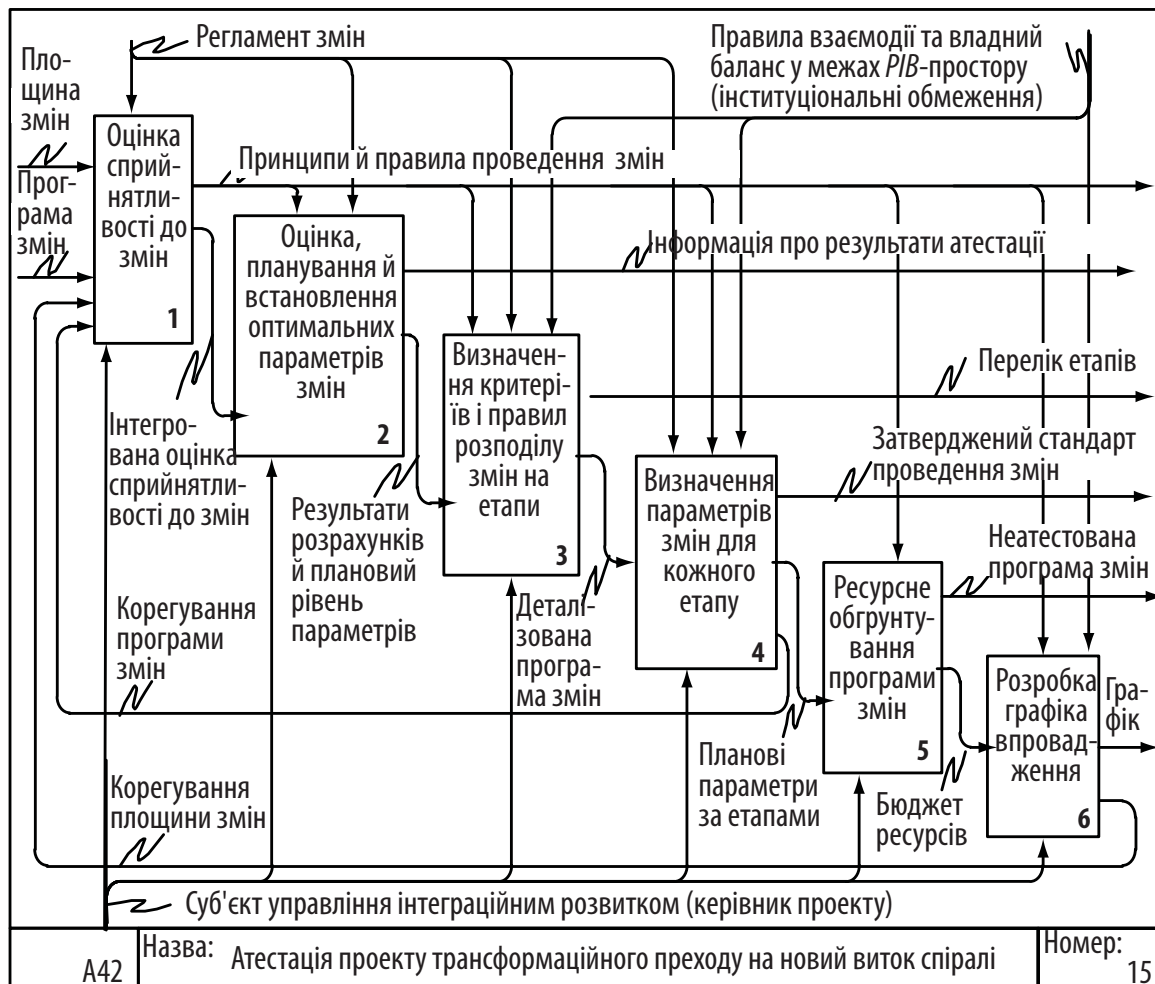 Регламент змін
Правила взаємодії та владний
баланс у межах PIB-простору
(інституціональні обмеження)
Пло-
щина
змін
Прог-
рама
змін
Оцінка
сприй-
нятли-
вості до
змін
1
Принципи й правила проведення змін
Оцінка,
планування й
встановлення
оптимальних
параметрів
змін
2
Інформація про результати атестації
Визначен-
ня критері-
їв і правил
розподілу
змін на
етапи
3
Перелік етапів
Інтегро-
вана оцінка
сприйнятли-
вості до змін
Затверджений стандарт
проведення змін
Визначення
параметрів
змін для
кожного
етапу
4
Результати
розрахунків
й плановий
рівень
параметрів
Неатестована
програма змін
Ресурсне
обгрунту-
вання
програми
змін
5
Деталі-
зована
програ-
ма змін
Корегування
програми
змін
Розробка
графіка
впровад-
ження
6
Гра-
фік
Планові
параметри
за етапами
Бюджет
ресурсів
Корегування
площини змін
Суб'єкт управління інтеграційним розвитком (керівник проекту)
А42
Назва:
Атестація проекту трансформаційного преходу на новий виток спіралі
Номер:
15